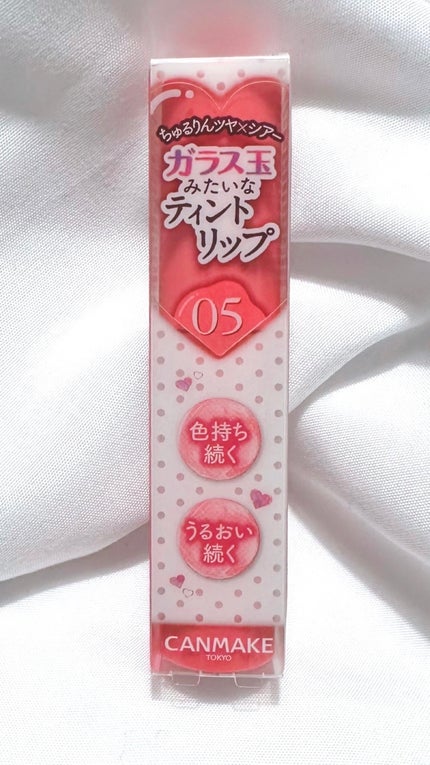 ちゅるりんツヤ×シアー
ガラス玉
みたいな
ティント
リップ
05
色持ち
続く
うるおい
続く
CANMAKE
TOKYO